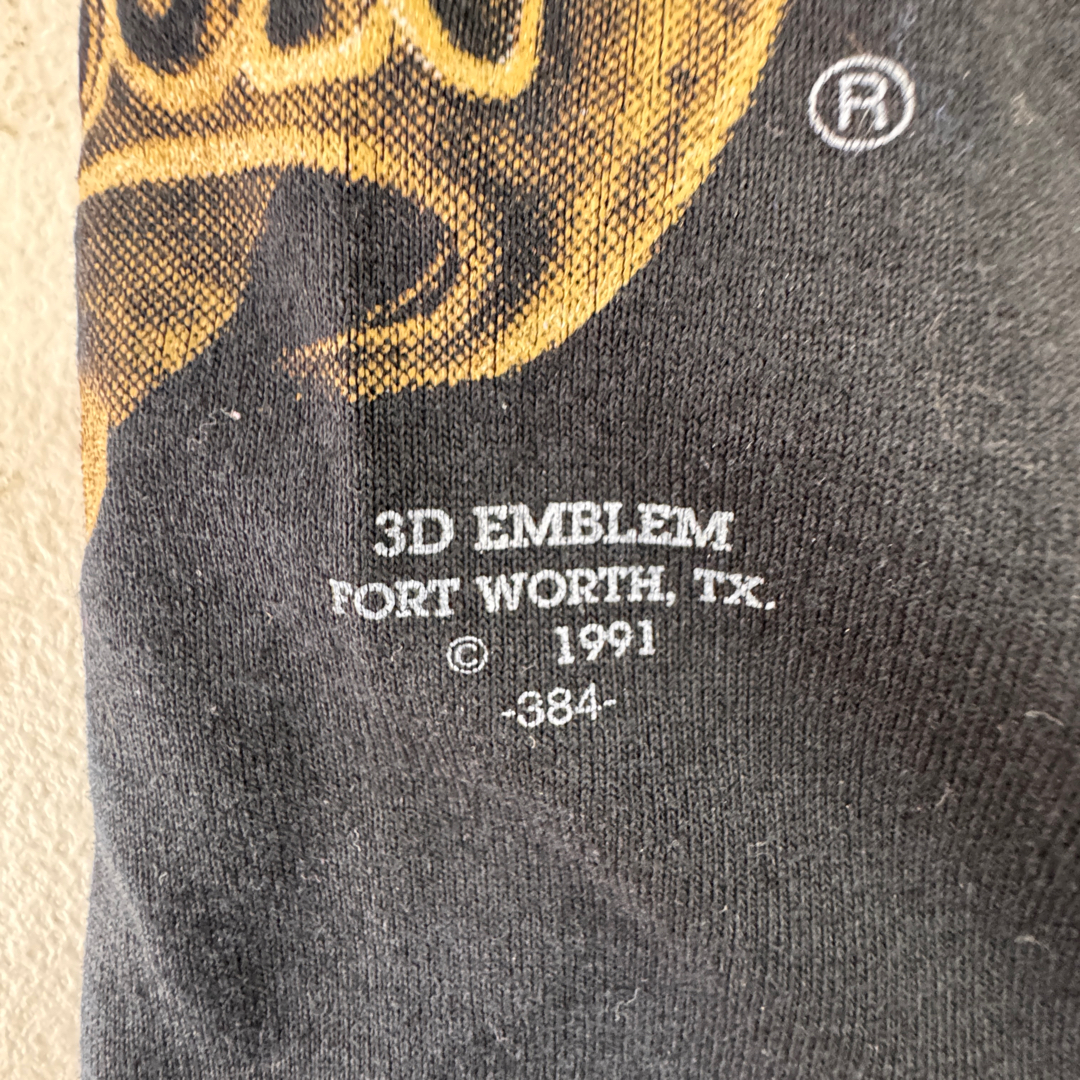 ®
3D EMBLEM
FORT WORTH, TX.
© 1991
-384-